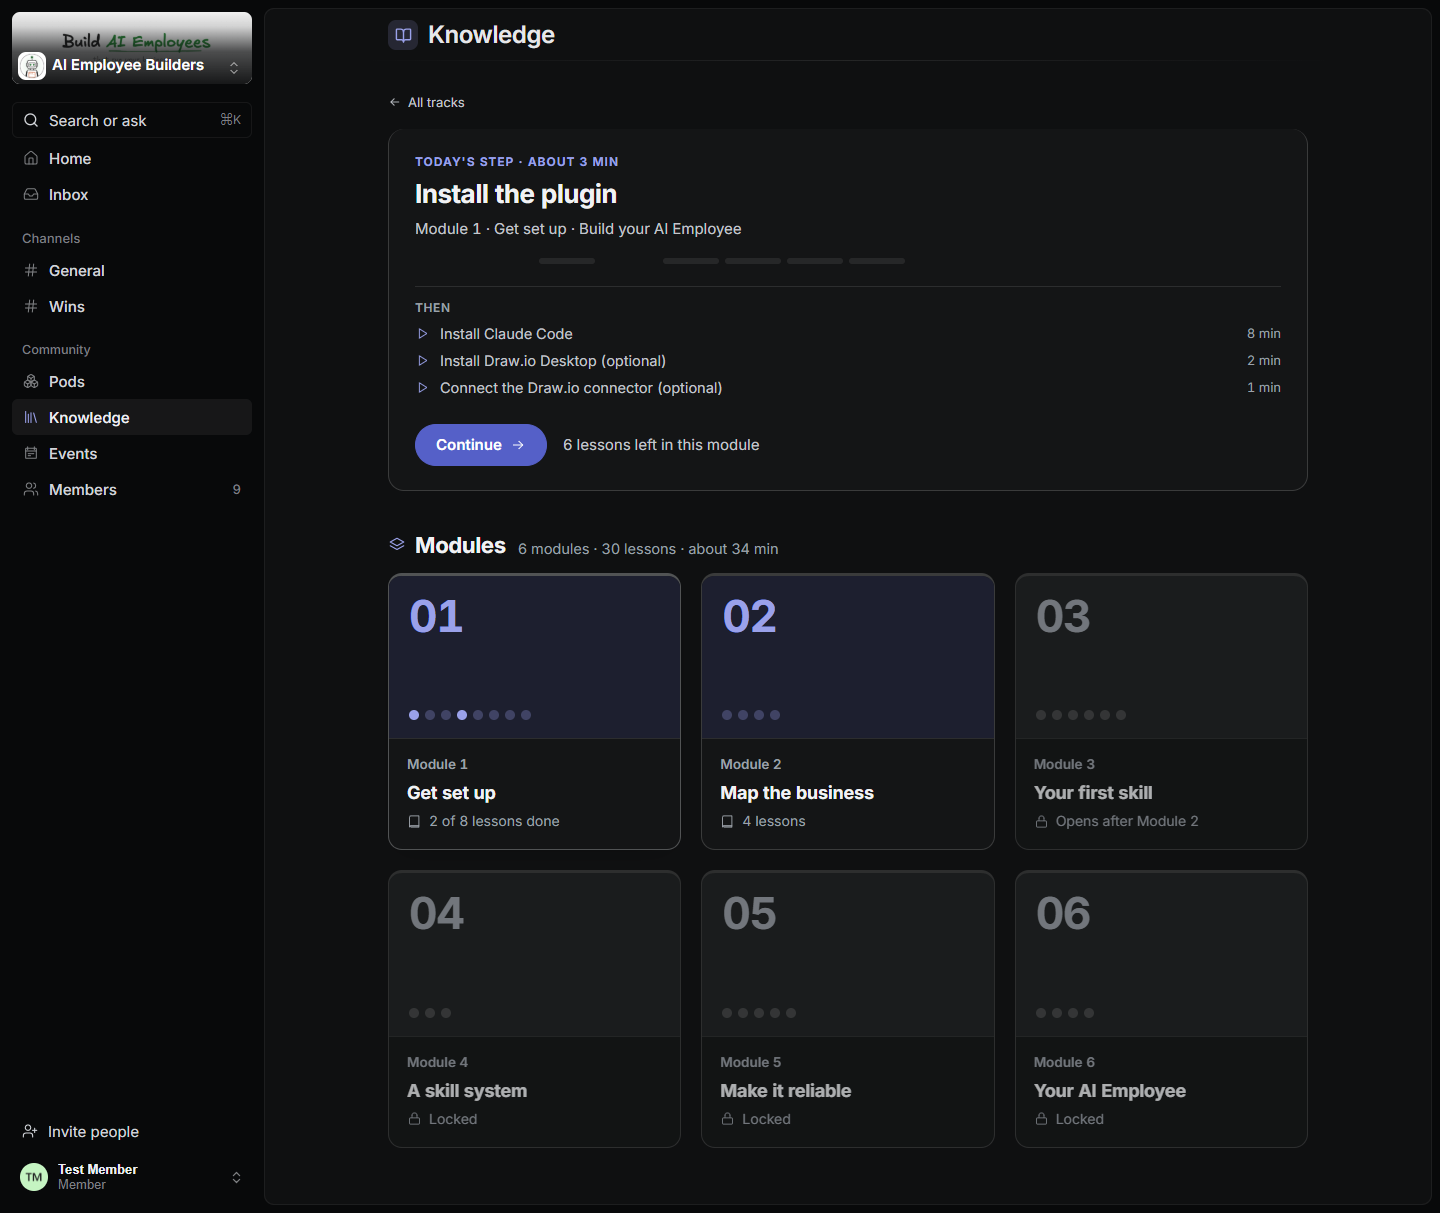 Build AI Employees
AI Employee Builders
Search or ask
⌘K
Home
Inbox
Channels
General
Wins
Community
Pods
Knowledge
Events
Members
9
Invite people
TM
Test Member
Member
Knowledge
← All tracks
TODAY'S STEP · ABOUT 3 MIN
Install the plugin
Module 1 · Get set up · Build your AI Employee
THEN
Install Claude Code
8 min
Install Draw.io Desktop (optional)
2 min
Connect the Draw.io connector (optional)
1 min
Continue →
6 lessons left in this module
Modules
6 modules · 30 lessons · about 34 min
01
Module 1
Get set up
2 of 8 lessons done
02
Module 2
Map the business
4 lessons
03
Module 3
Your first skill
Opens after Module 2
04
Module 4
A skill system
Locked
05
Module 5
Make it reliable
Locked
06
Module 6
Your AI Employee
Locked